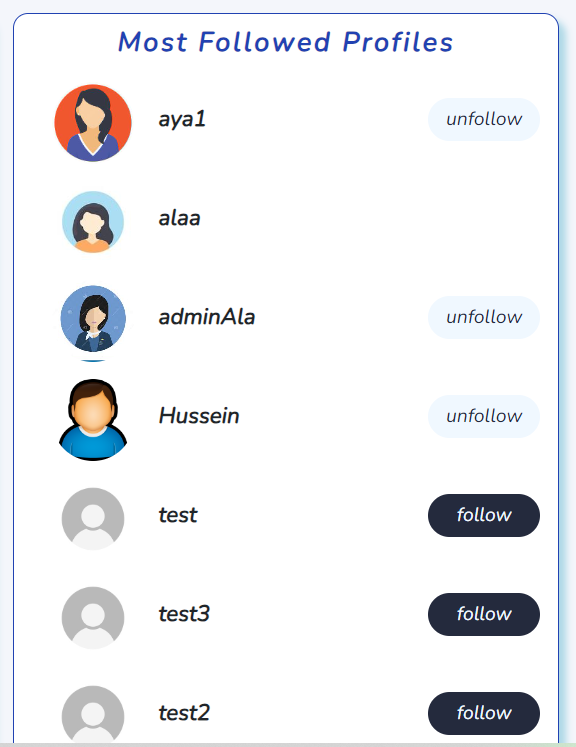 Most Followed Profiles
aya1 unfollow
alaa
adminAla unfollow
Hussein unfollow
test follow
test3 follow
test2 follow